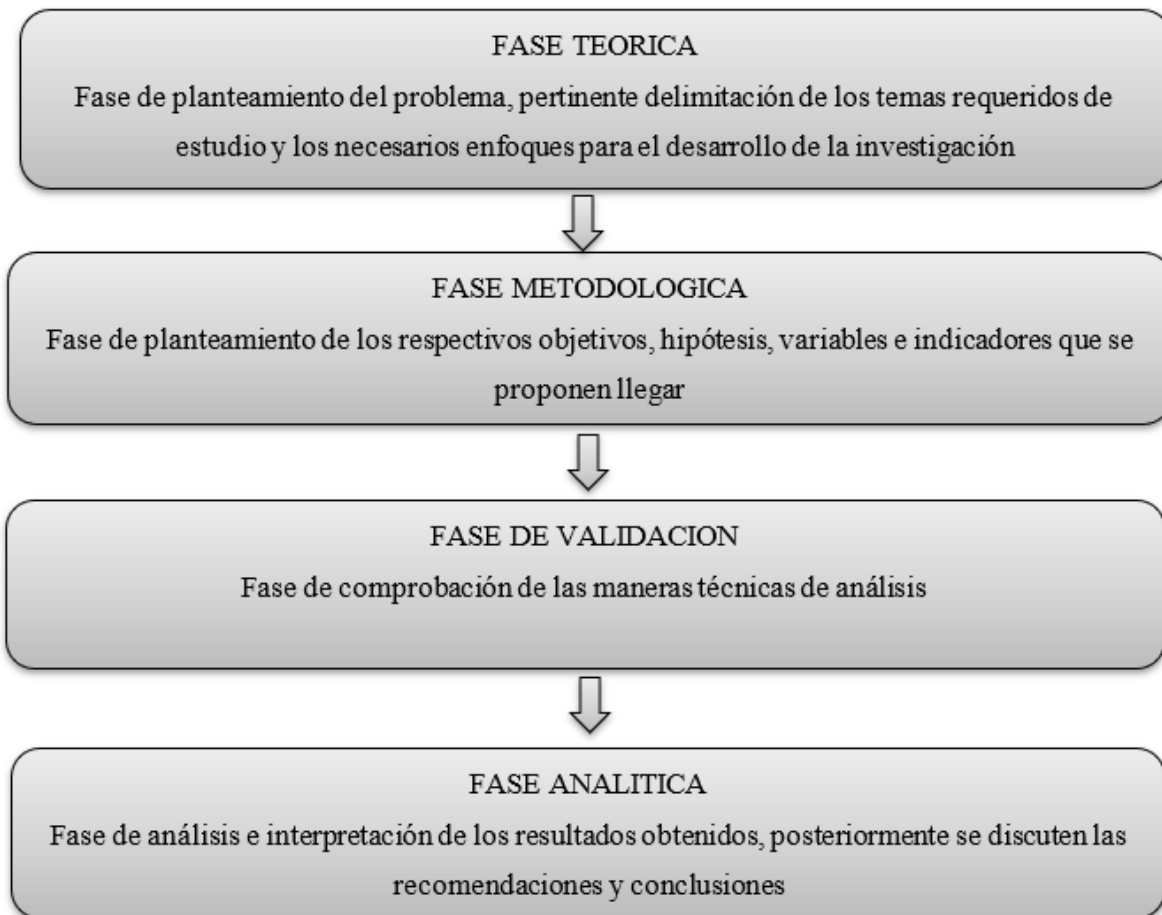 FASE TEORICA
Fase de planteamiento del problema, pertinente delimitación de los temas requeridos de
estudio y los necesarios enfoques para el desarrollo de la investigación
FASE METODOLOGICA
Fase de planteamiento de los respectivos objetivos, hipótesis, variables e indicadores que se
proponen llegar
FASE DE VALIDACION
Fase de comprobación de las maneras técnicas de análisis
FASE ANALITICA
Fase de análisis e interpretación de los resultados obtenidos, posteriormente se discuten las
recomendaciones y conclusiones